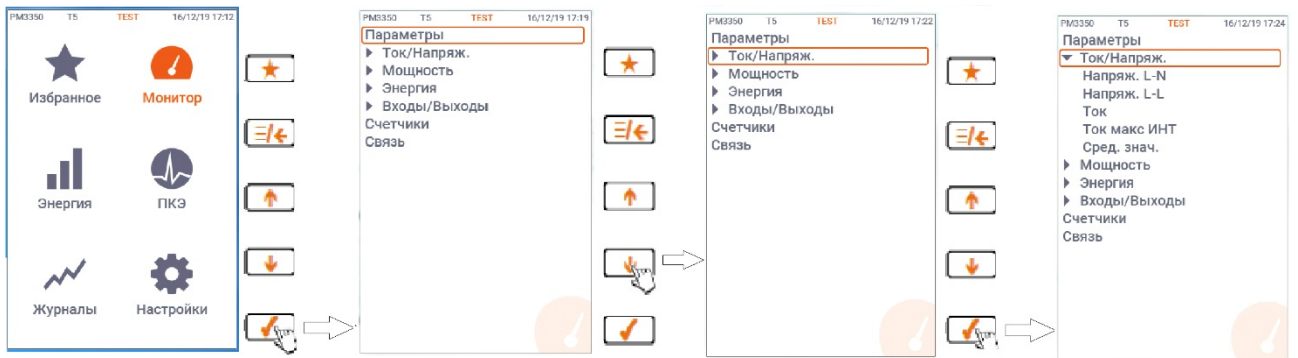 PM3350 T5 TEST 16/12/19 17:12
Избранное Монитор
Энергия ПКЭ
Журналы Настройки
PM3350 T5 TEST 16/12/19 17:19
Параметры
Ток/Напряж.
Мощность
Энергия
Входы/Выходы
Счетчики
Связь
PM3350 T5 TEST 16/12/19 17:22
Параметры
Ток/Напряж.
Мощность
Энергия
Входы/Выходы
Счетчики
Связь
PM3350 T5 TEST 16/12/19 17:24
Параметры
Ток/Напряж.
Напряж. L-N
Напряж. L-L
Ток
Ток макс ИНТ
Сред. знач.
Мощность
Энергия
Входы/Выходы
Счетчики
Связь